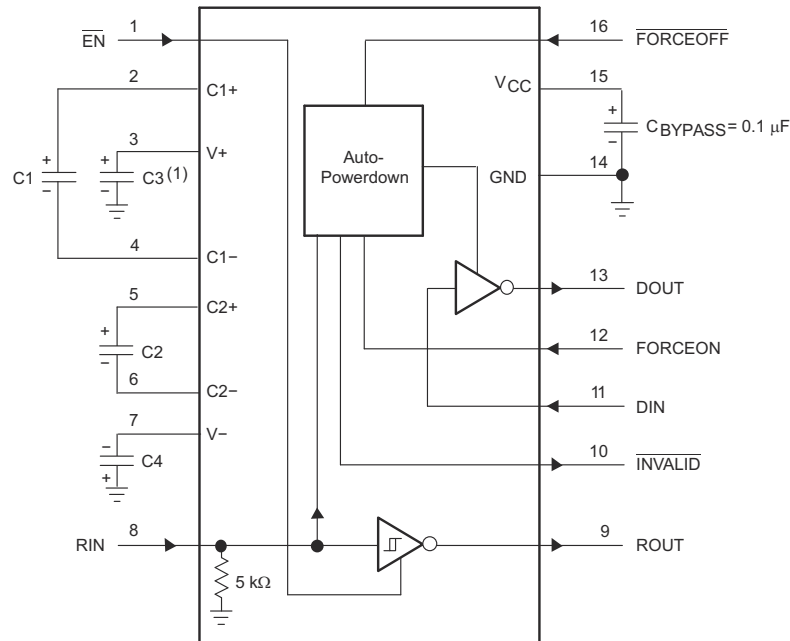 1
EN
16
FORCEOFF
2
C1+
15
VCC
+
−
CBYPASS = 0.1 μF
3
V+
+
−
C3(1)
+
−
C1
Auto-
Powerdown
14
GND
4
C1−
5
C2+
13
DOUT
+
−
C2
12
FORCEON
6
C2−
11
DIN
7
V−
−
+
C4
10
INVALID
8
RIN
9
ROUT
5 kΩ